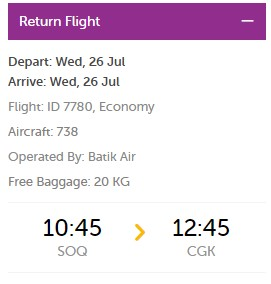 Return Flight
Depart: Wed, 26 Jul
Arrive: Wed, 26 Jul
Flight: ID 7780, Economy
Aircraft: 738
Operated By: Batik Air
Free Baggage: 20 KG
10:45 12:45
SOQ CGK